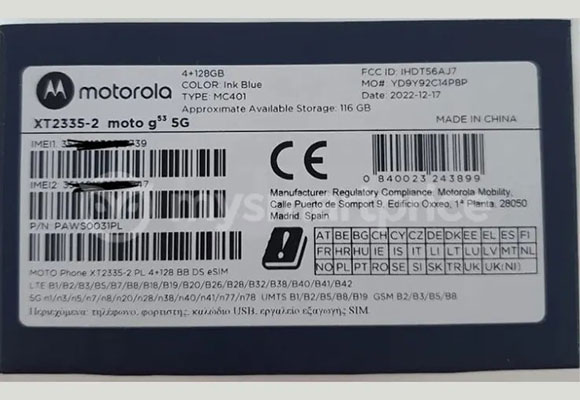 motorola
4+128GB
COLOR: Ink Blue
TYPE: MC401
Approximate Available Storage: 116 GB
FCC ID: IHDT56AJ7
MO#: YD9Y92C14P8P
Date: 2022-12-17
XT2335-2 moto g⁵³ 5G
MADE IN CHINA
IMEI1: 39
IMEI2: 47
P/N: PAWS0031PL
CE
0 840023 243899
Manufacturer: Regulatory Compliance, Motorola Mobility,
Calle Puerto de Somport 9, Edificio Oxxeo, 1ª Planta, 28050
Madrid, Spain
AT BE BG CH CY CZ DE DK EE EL ES FI
FR HR HU IE IS IT LI LT LU LV MT NL
NO PL PT RO SE SI SK TR UK UK(NI)
MOTO Phone XT2335-2 PL 4+128 BB DS eSIM
LTE B1/B2/B3/B5/B7/B8/B18/B19/B20/B26/B28/B32/B38/B40/B41/B42
5G n1/n3/n5/n7/n8/n20/n28/n38/n40/n41/n77/n78 UMTS B1/B2/B5/B8/B19 GSM B2/B3/B5/B8
Περιεχόμενα: τηλέφωνο, φορτιστής, καλώδιο USB, εργαλείο εξαγωγής SIM.
mysmartprice